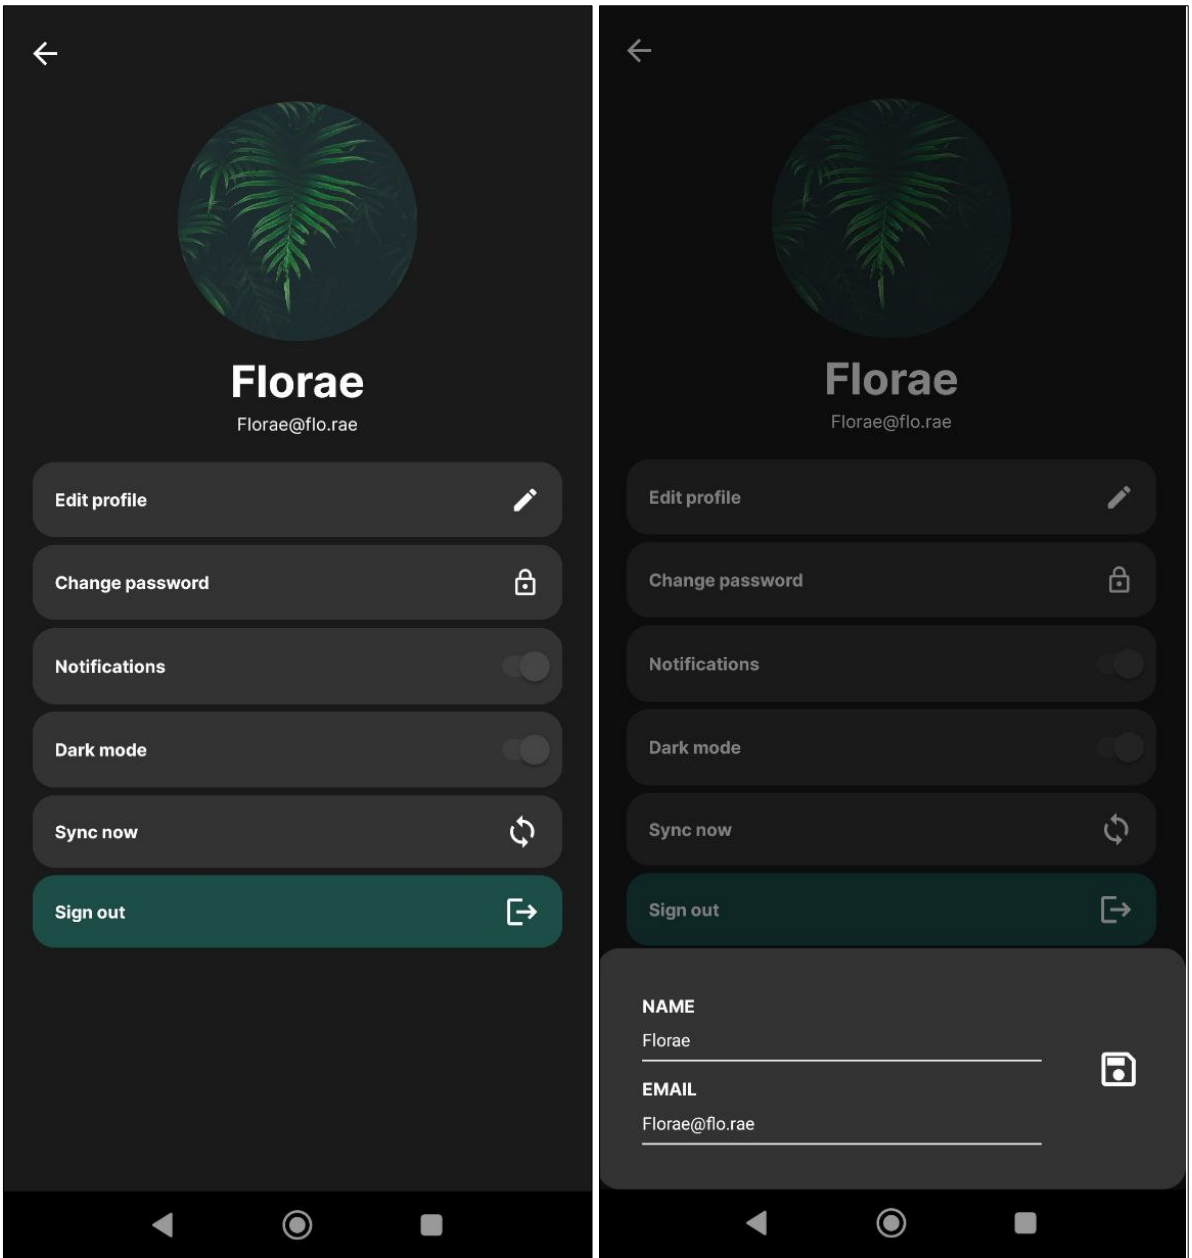 Florae
Florae@flo.rae
Edit profile
Change password
Notifications
Dark mode
Sync now
Sign out
Florae
Florae@flo.rae
Edit profile
Change password
Notifications
Dark mode
Sync now
Sign out
NAME
Florae
EMAIL
Florae@flo.rae